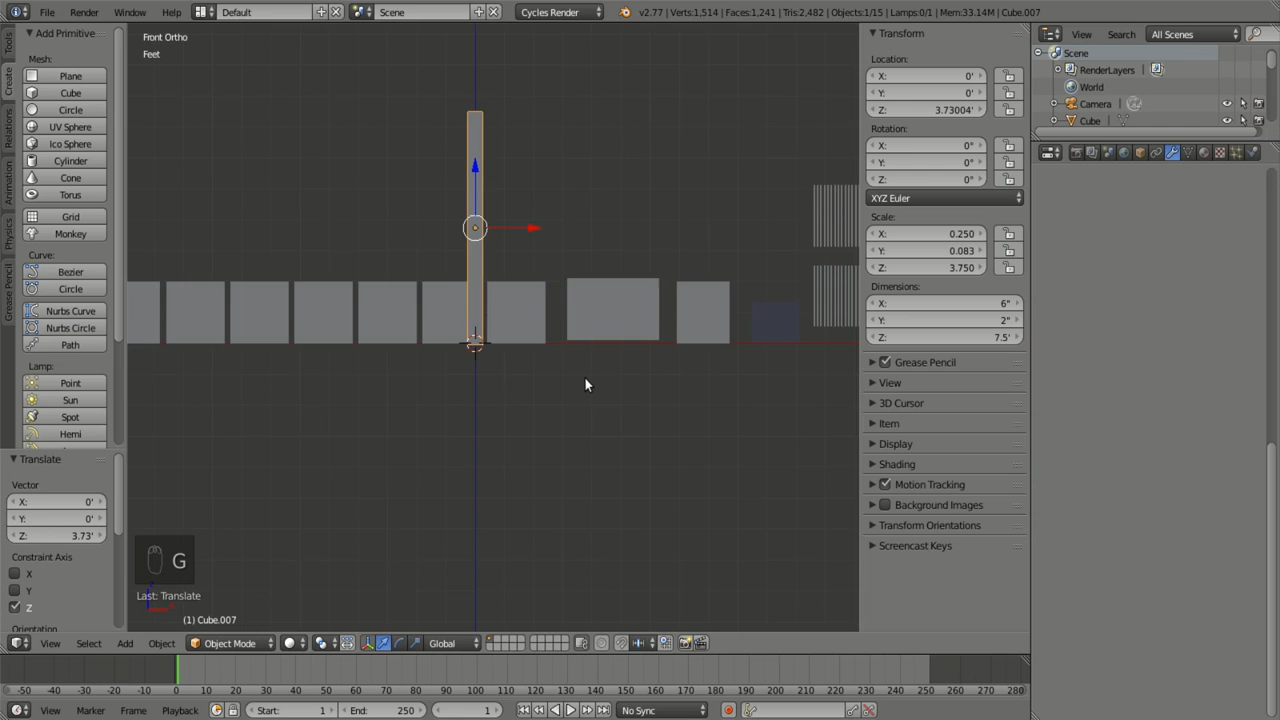 File Render Window Help Default Scene Cycles Render v2.77 | Verts:1,514 | Faces:1,241 | Tris:2,482 | Objects:1/15 | Lamps:0/1 | Mem:33.14M | Cube.007
Tools
Create
Relations
Animation
Physics
Grease Pencil
Add Primitive
Mesh:
Plane
Cube
Circle
UV Sphere
Ico Sphere
Cylinder
Cone
Torus
Grid
Monkey
Curve:
Bezier
Circle
Nurbs Curve
Nurbs Circle
Path
Lamp:
Point
Sun
Spot
Hemi
Translate
Vector
X: 0'
Y: 0'
Z: 3.73'
Constraint Axis
X
Y
Z
Orientation
Front Ortho
Feet
G
Last: Translate
(1) Cube.007
Transform
Location:
X: 0'
Y: 0'
Z: 3.73004'
Rotation:
X: 0°
Y: 0°
Z: 0°
XYZ Euler
Scale:
X: 0.250
Y: 0.083
Z: 3.750
Dimensions:
X: 6"
Y: 2"
Z: 7.5'
Grease Pencil
View
3D Cursor
Item
Display
Shading
Motion Tracking
Background Images
Transform Orientations
Screencast Keys
View Search All Scenes
Scene
RenderLayers
World
Camera
Cube
View Select Add Object Object Mode Global
-50 -40 -30 -20 -10 0 10 20 30 40 50 60 70 80 90 100 110 120 130 140 150 160 170 180 190 200 210 220 230 240 250 260 270 280
View Marker Frame Playback Start: 1 End: 250 1 No Sync